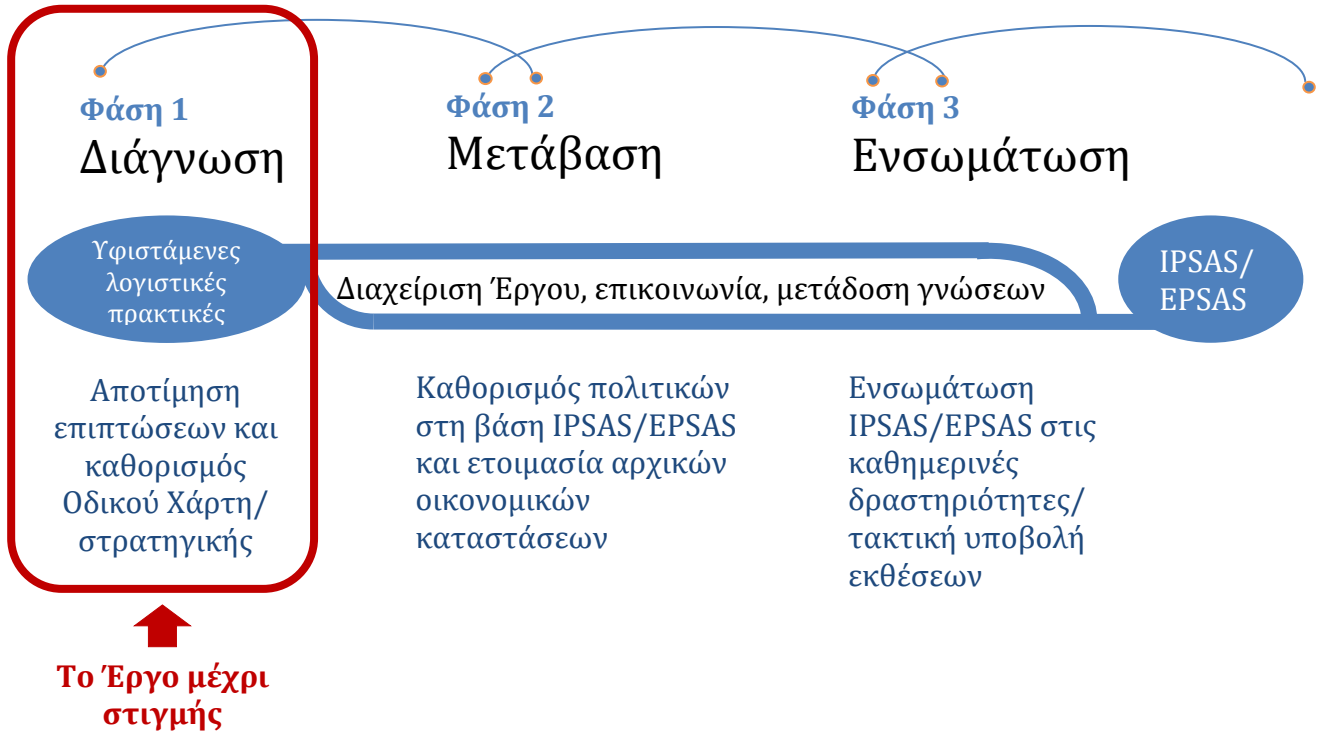 Φάση 1
Διάγνωση
Φάση 2
Μετάβαση
Φάση 3
Ενσωμάτωση
Υφιστάμενες
λογιστικές
πρακτικές
Διαχείριση Έργου, επικοινωνία, μετάδοση γνώσεων
IPSAS/
EPSAS
Αποτίμηση
επιπτώσεων και
καθορισμός
Οδικού Χάρτη/
στρατηγικής
Καθορισμός πολιτικών
στη βάση IPSAS/EPSAS
και ετοιμασία αρχικών
οικονομικών
καταστάσεων
Ενσωμάτωση
IPSAS/EPSAS στις
καθημερινές
δραστηριότητες/
τακτική υποβολή
εκθέσεων
Το Έργο μέχρι
στιγμής